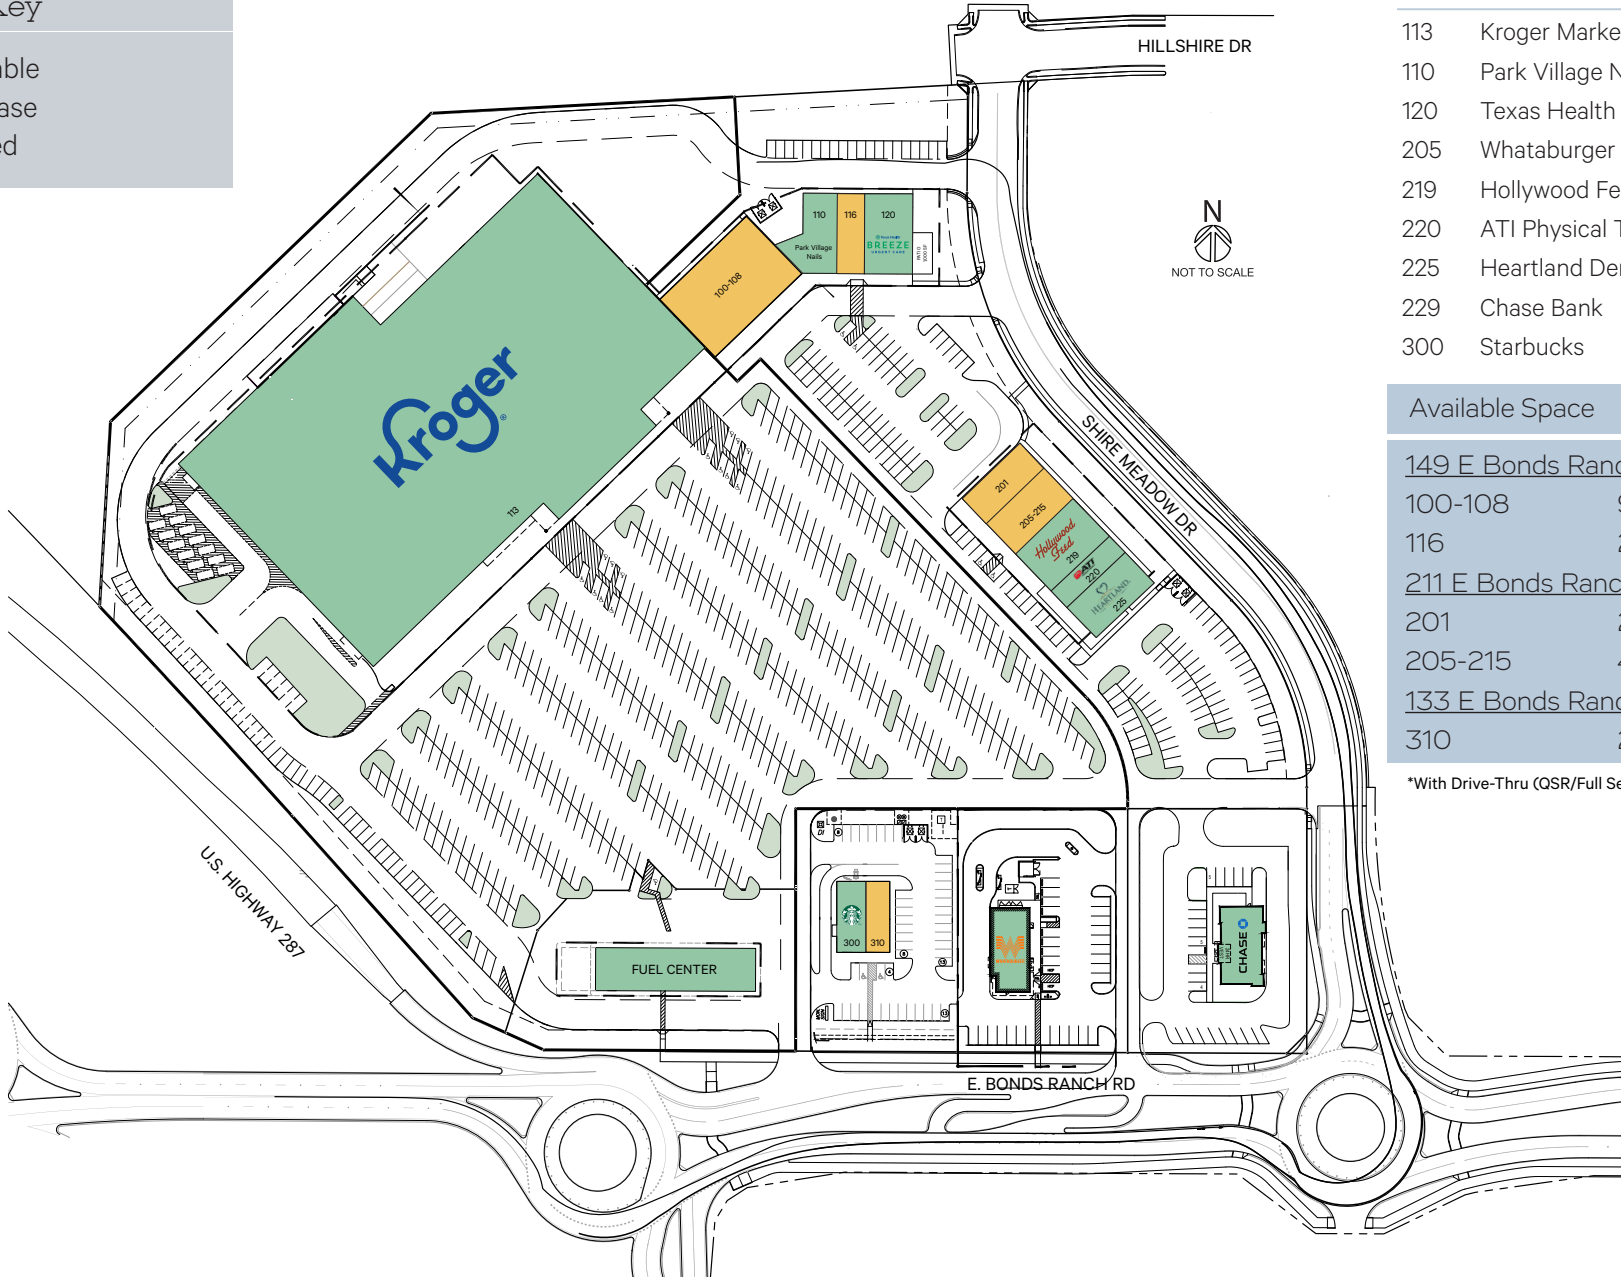 Key
HILLSHIRE DR
113 Kroger Marke
110 Park Village N
120 Texas Health
205 Whataburger
219 Hollywood Fe
220 ATI Physical T
225 Heartland De
229 Chase Bank
300 Starbucks
N
NOT TO SCALE
Available Space
149 E Bonds Ranc
100-108
116
211 E Bonds Ranc
201
205-215
133 E Bonds Ranc
310
*With Drive-Thru (QSR/Full Se
110
116
120
Park Village
Nails
BREEZE
URGENT CARE
PATIO
100-108
Kroger
113
SHIRE MEADOW DR
201
205-215
Hollywood
Feed
219
ATI
220
HEARTLAND
225
U.S. HIGHWAY 287
FUEL CENTER
300
310
CHASE
E. BONDS RANCH RD